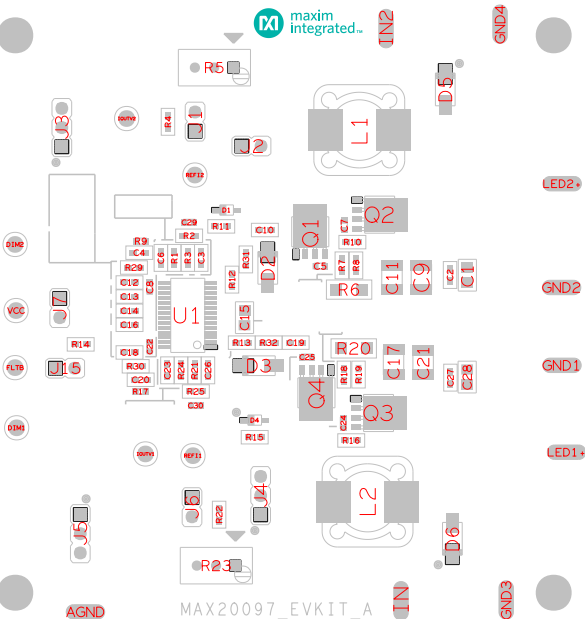 maxim
integrated™
IN2
GND4
R5
D5
J3
IOUTV2
R4
J1
J2
L1
REFI2
LED2+
D1
C29
R11
C10
Q1
C7
Q2
DIM2
R9
R2
R10
C4
C6
R1
R3
C3
R31
D2
C5
R7
R8
R29
R12
C11
C9
C2
C1
C12
C8
R6
GND2
C13
J7
VCC
C14
U1
C15
C16
R14
R13
R32
C19
R20
C18
C22
C25
C17
C21
GND1
FLTB
J15
R30
C23
R24
R21
C26
D3
R18
R19
C27
C28
C20
R17
R25
Q4
C30
Q3
DIM1
D4
C24
R15
R16
IOUTV1
REFI1
LED1+
J5
J6
R22
J4
L2
D6
R23
AGND
MAX20097_EVKIT_A
IN
GND3